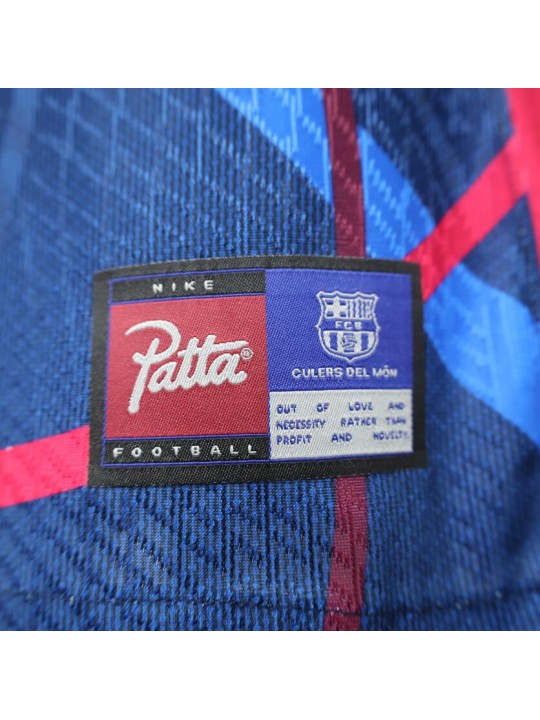 NIKE
Patta®
FOOTBALL
FCB
CULERS DEL MÓN
OUT OF LOVE AND
NECESSITY RATHER THAN
PROFIT AND NOVELTY.